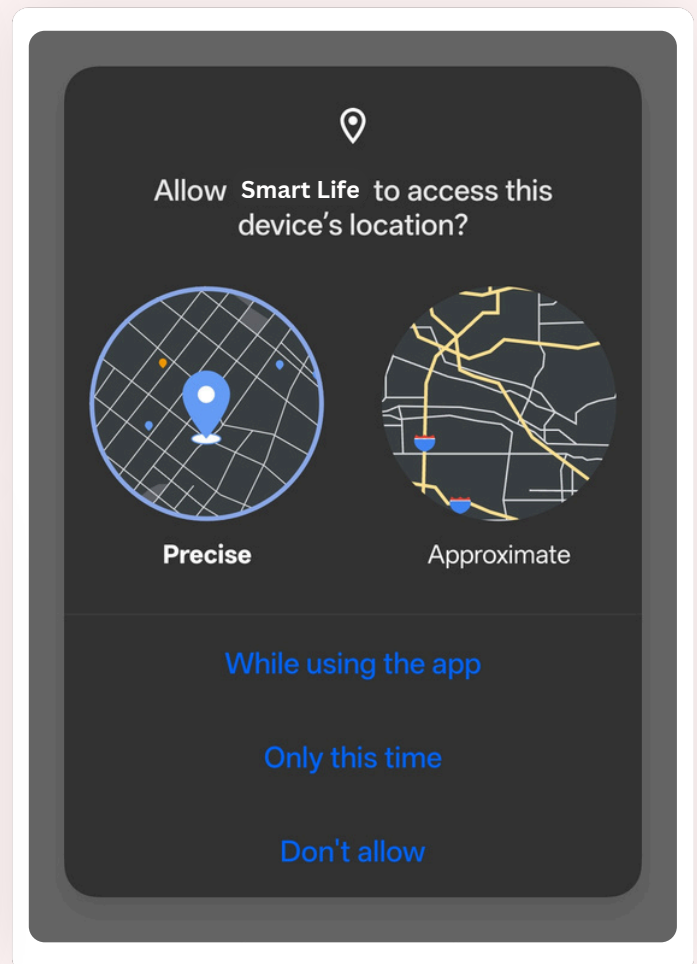 Allow Smart Life to access this
device’s location?
Precise
Approximate
While using the app
Only this time
Don't allow